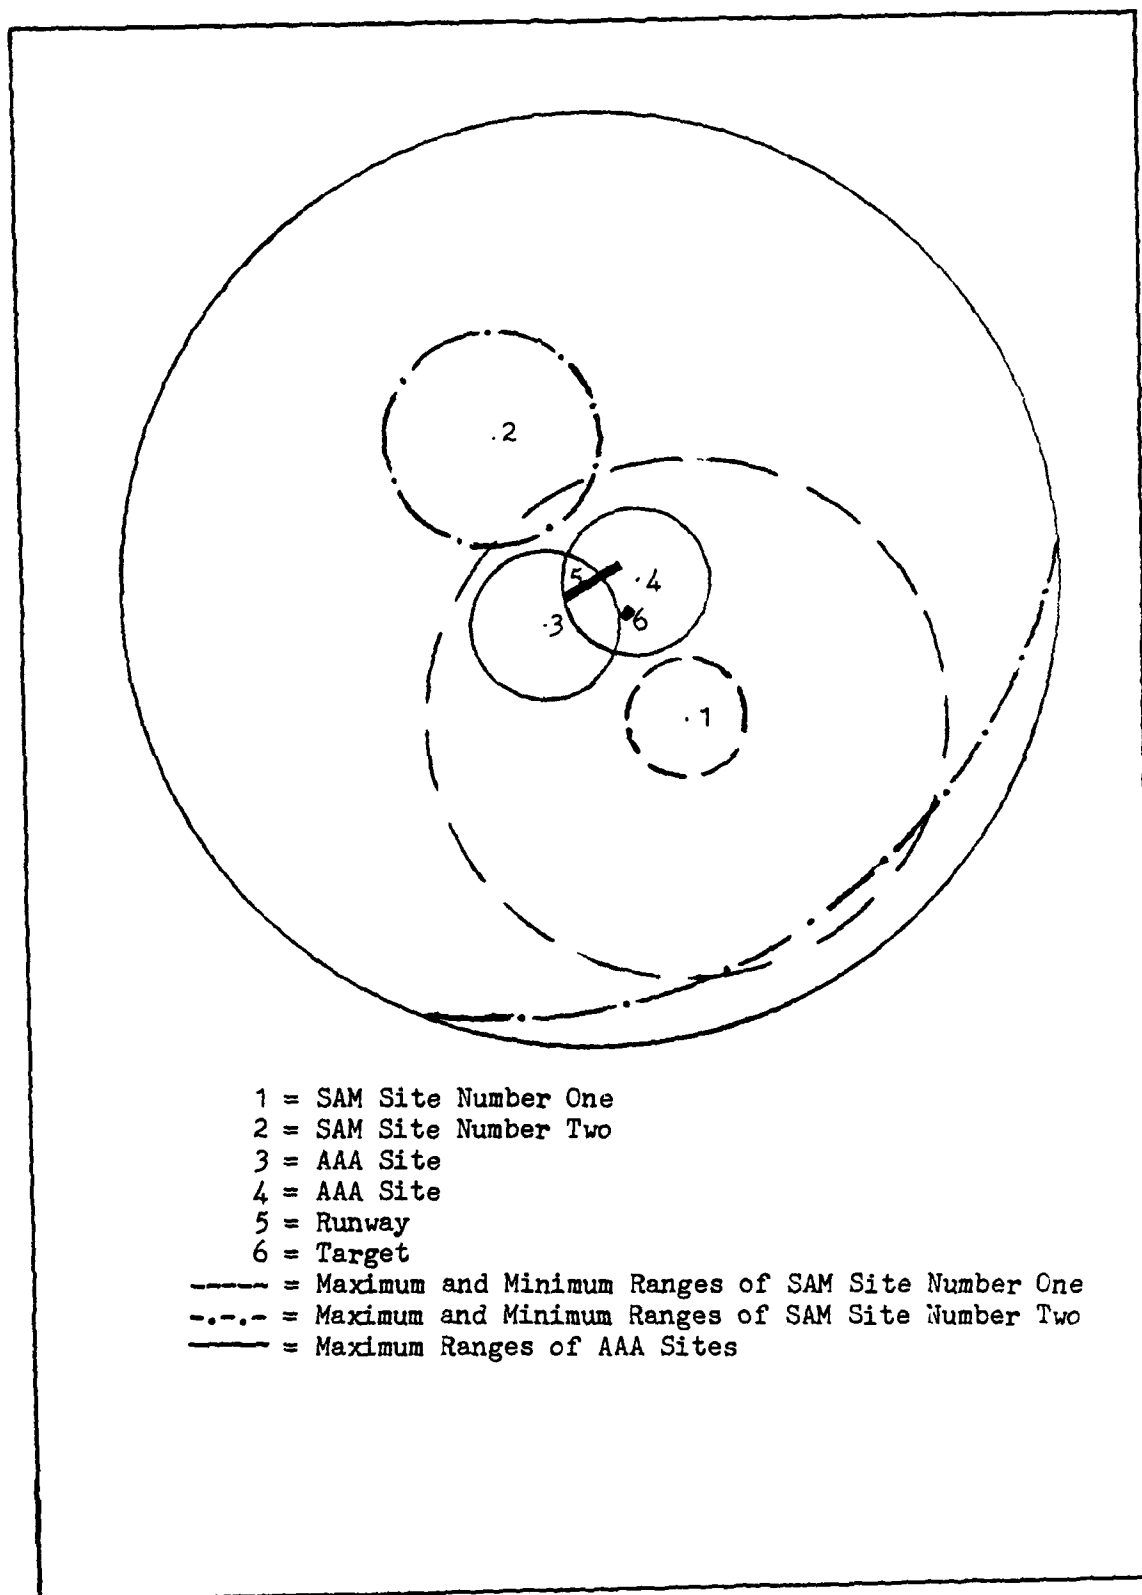 .2
5
.4
.3
6
.1
1 = SAM Site Number One
2 = SAM Site Number Two
3 = AAA Site
4 = AAA Site
5 = Runway
6 = Target
----- = Maximum and Minimum Ranges of SAM Site Number One
-.-.- = Maximum and Minimum Ranges of SAM Site Number Two
—— = Maximum Ranges of AAA Sites